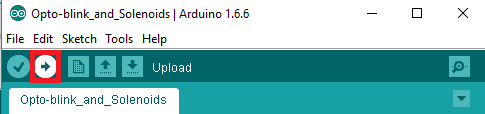 Opto-blink_and_Solenoids | Arduino 1.6.6
File Edit Sketch Tools Help
Upload
Opto-blink_and_Solenoids